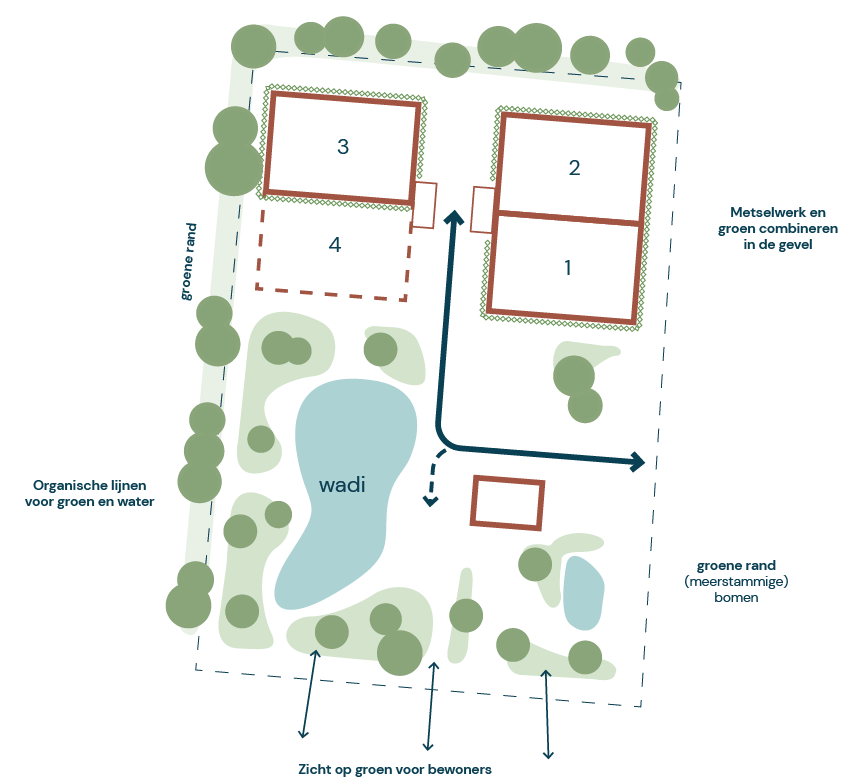 3
2
Metselwerk en
groen combineren
in de gevel
groene rand
4
1
Organische lijnen
voor groen en water
wadi
groene rand
(meerstammige)
bomen
Zicht op groen voor bewoners